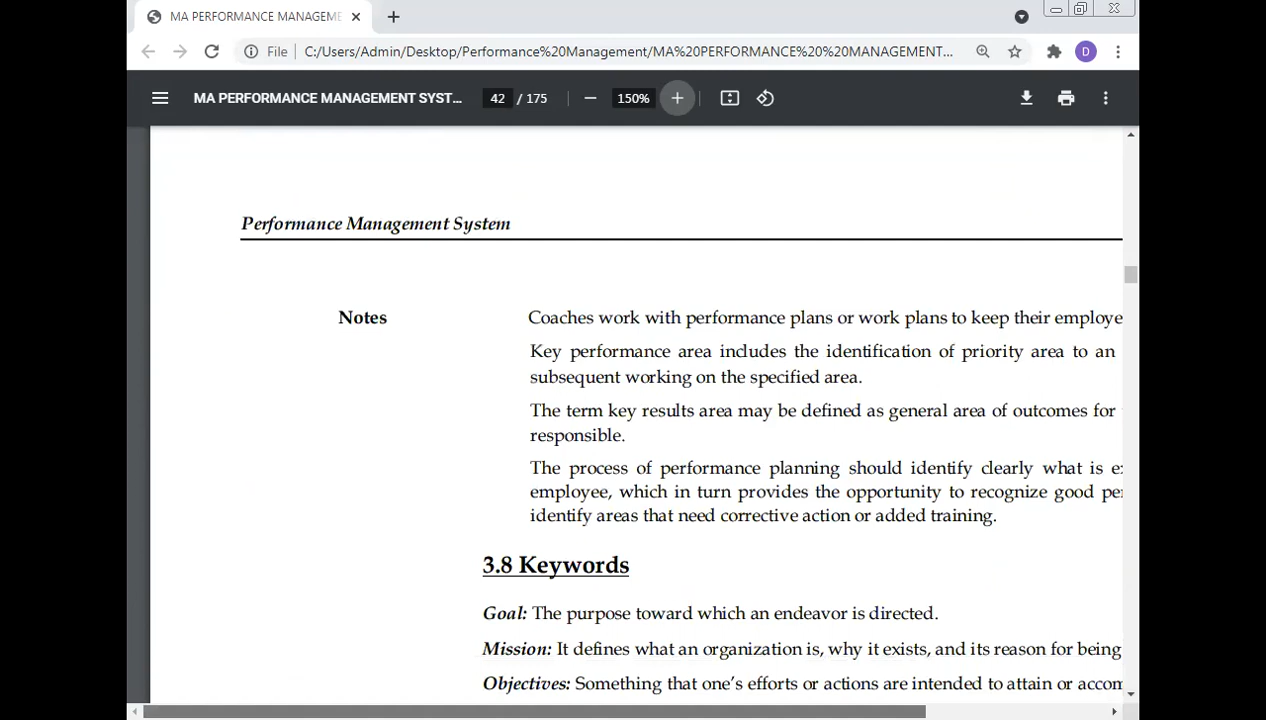 MA PERFORMANCE MANAGEME
File C:/Users/Admin/Desktop/Performance%20Management/MA%20PERFORMANCE%20%20MANAGEMENT... D
MA PERFORMANCE MANAGEMENT SYST... 42 / 175 150%
Performance Management System
Notes Coaches work with performance plans or work plans to keep their employe
Key performance area includes the identification of priority area to an
subsequent working on the specified area.
The term key results area may be defined as general area of outcomes for
responsible.
The process of performance planning should identify clearly what is
employee, which in turn provides the opportunity to recognize good
identify areas that need corrective action or added training.
3.8 Keywords
Goal: The purpose toward which an endeavor is directed.
Mission: It defines what an organization is, why it exists, and its reason for being
Objectives: Something that one's efforts or actions are intended to attain or accom